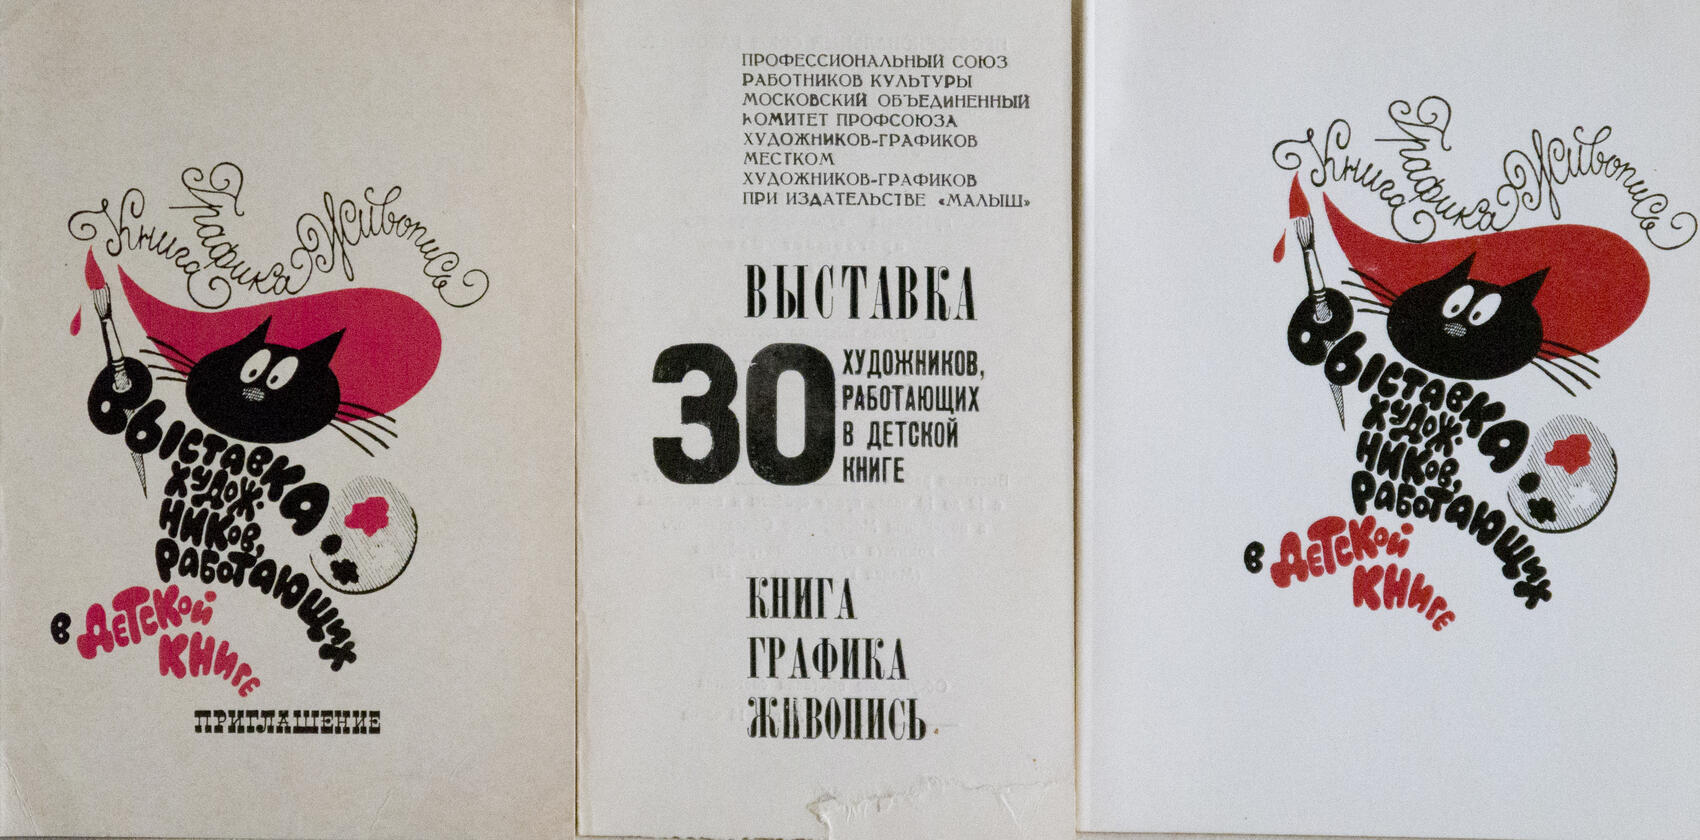 Книга
Графика
Живопись
Выставка
худож-
ников,
работающих
в детской
книге
ПРИГЛАШЕНИЕ
ПРОФЕССИОНАЛЬНЫЙ СОЮЗ
РАБОТНИКОВ КУЛЬТУРЫ
МОСКОВСКИЙ ОБЪЕДИНЕННЫЙ
КОМИТЕТ ПРОФСОЮЗА
ХУДОЖНИКОВ-ГРАФИКОВ
МЕСТКОМ
ХУДОЖНИКОВ-ГРАФИКОВ
ПРИ ИЗДАТЕЛЬСТВЕ «МАЛЫШ»
ВЫСТАВКА
30
ХУДОЖНИКОВ,
РАБОТАЮЩИХ
В ДЕТСКОЙ
КНИГЕ
КНИГА
ГРАФИКА
ЖИВОПИСЬ
Книга
Графика
Живопись
Выставка
худож-
ников,
работающих
в детской
книге